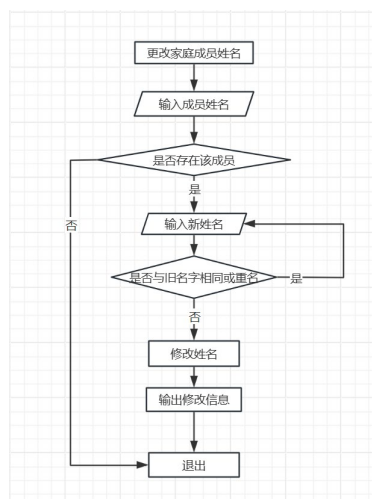 更改家庭成员姓名
输入成员姓名
是否存在该成员
是
否
输入新姓名
是否与旧名字相同或重名
是
否
修改姓名
输出修改信息
退出